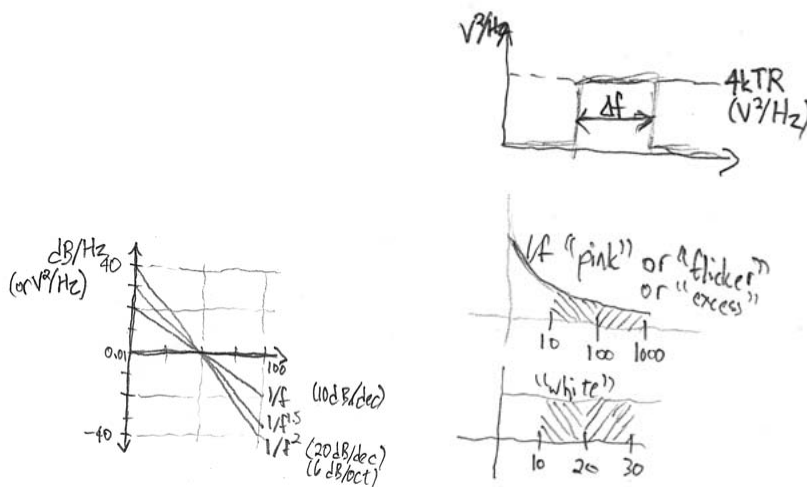 V²/Hz
4kTR
(V²/Hz)
Δf
dB/Hz
(or V²/Hz)
40
0.01
100
-40
1/f (10dB/dec)
1/f^1.5
1/f² (20dB/dec)
(6dB/oct)
1/f "pink" or "flicker"
or "excess"
10 100 1000
"white"
10 20 30